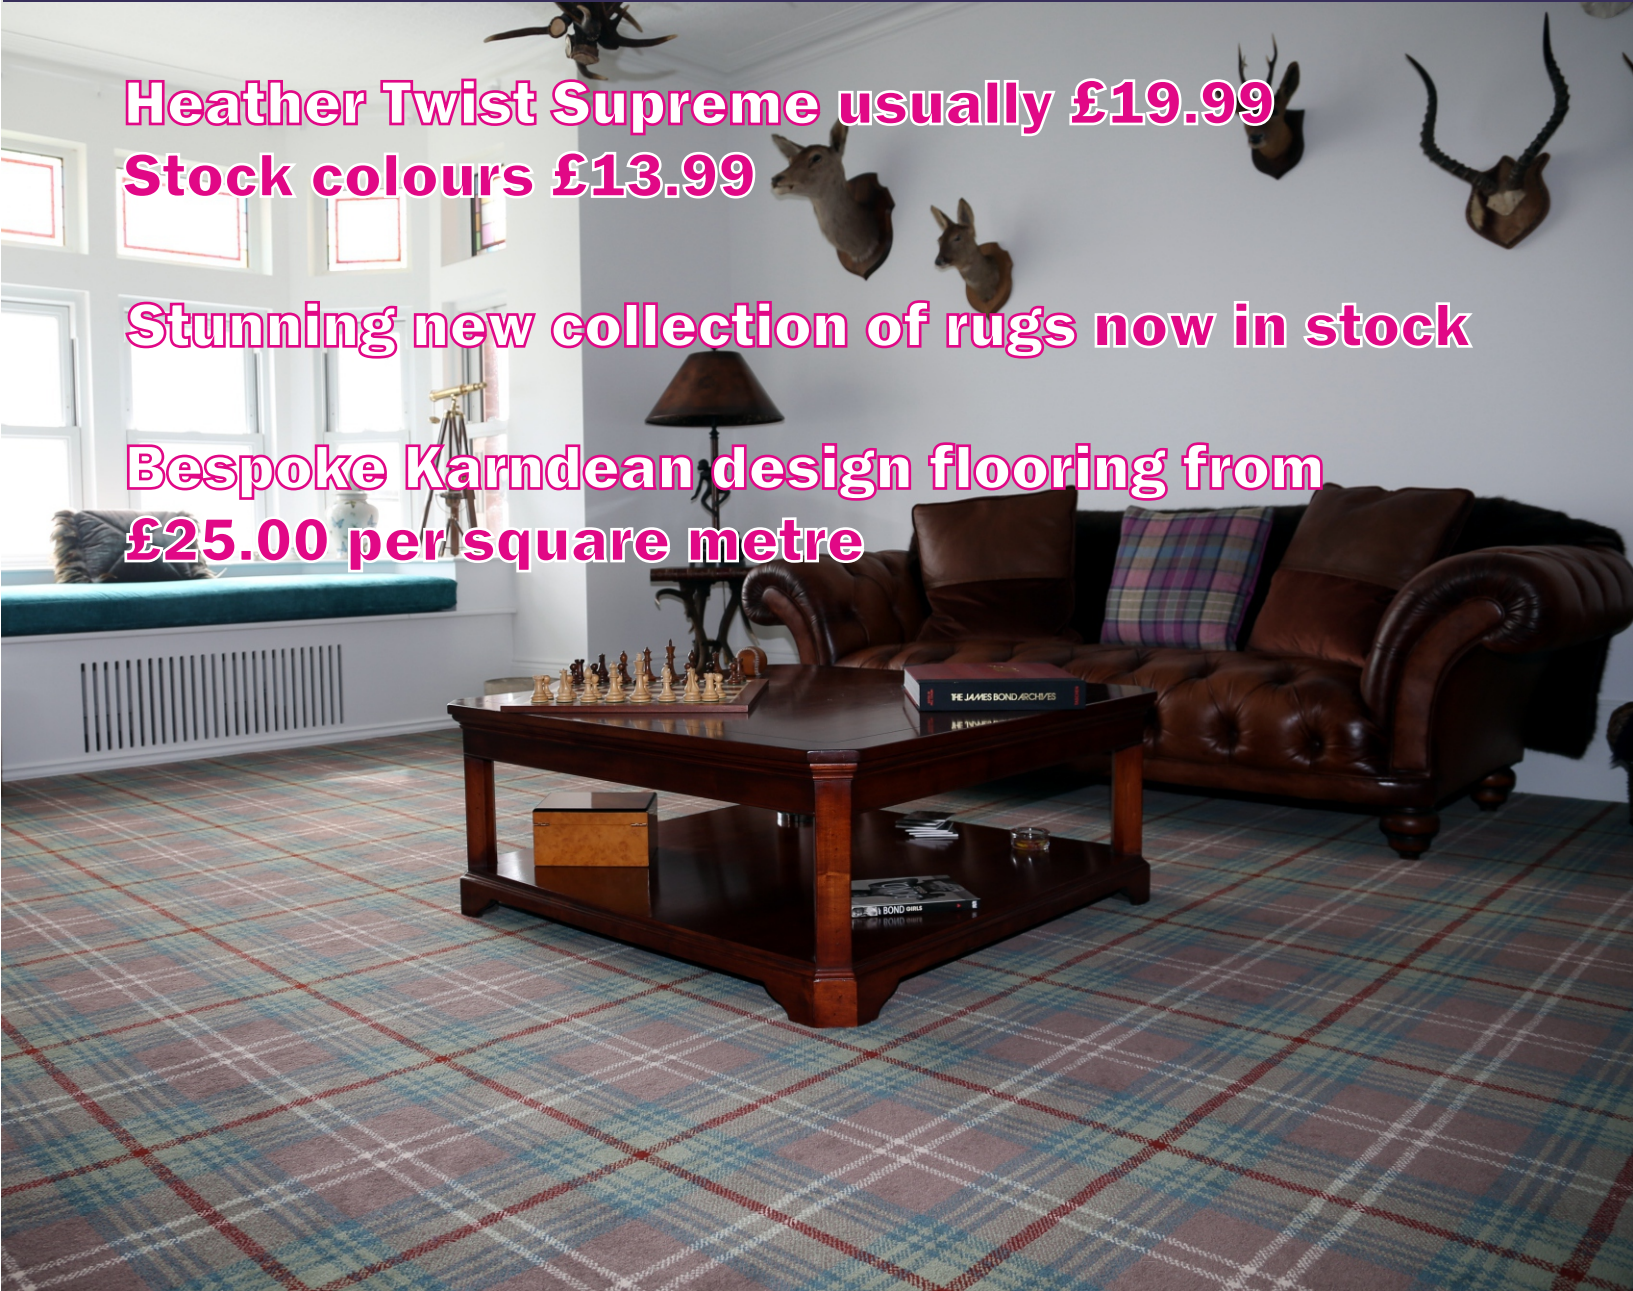 Heather Twist Supreme usually £19.99
Stock colours £13.99
Stunning new collection of rugs now in stock
Bespoke Karndean design flooring from
£25.00 per square metre
THE JAMES BOND ARCHIVES
BOND GIRLS